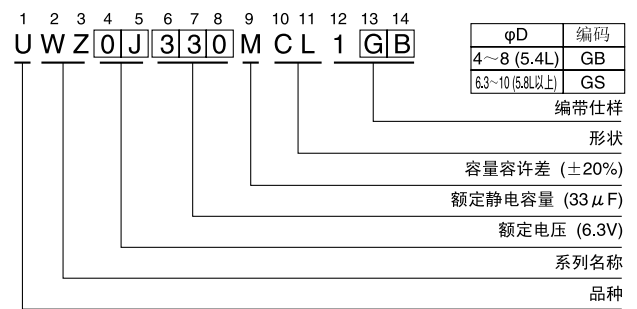 1 2 3 4 5 6 7 8 9 10 11 12 13 14
U W Z 0 J 3 3 0 M C L 1 G B
φD 编码
4～8 (5.4L) GB
6.3～10 (5.8L以上) GS
编带仕样
形状
容量容许差 (±20%)
额定静电容量 (33μF)
额定电压 (6.3V)
系列名称
品种